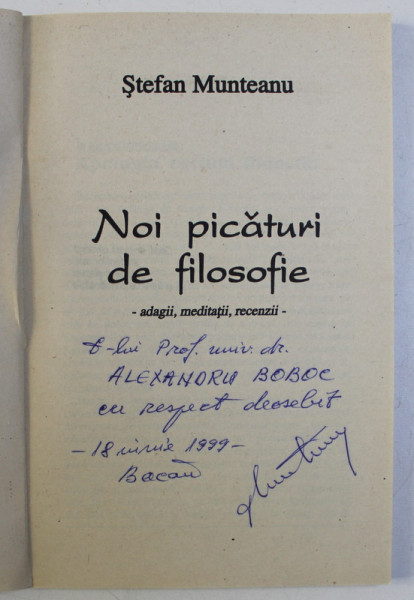 Ştefan Munteanu
Noi picături
de filosofie
- adagii, meditaţii, recenzii -
D-lui Prof. univ. dr.
ALEXANDRU BOBOC
cu respect deosebit
- 18 iunie 1999 -
Bacău